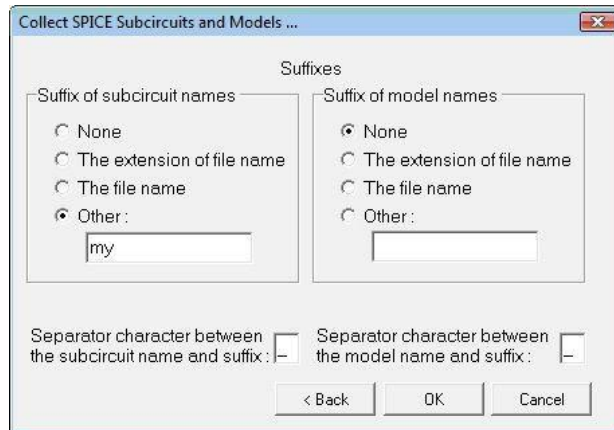 Collect SPICE Subcircuits and Models ...
Suffixes
Suffix of subcircuit names
None
The extension of file name
The file name
Other :
my
Suffix of model names
None
The extension of file name
The file name
Other :
Separator character between
the subcircuit name and suffix : _
Separator character between
the model name and suffix : _
< Back
OK
Cancel